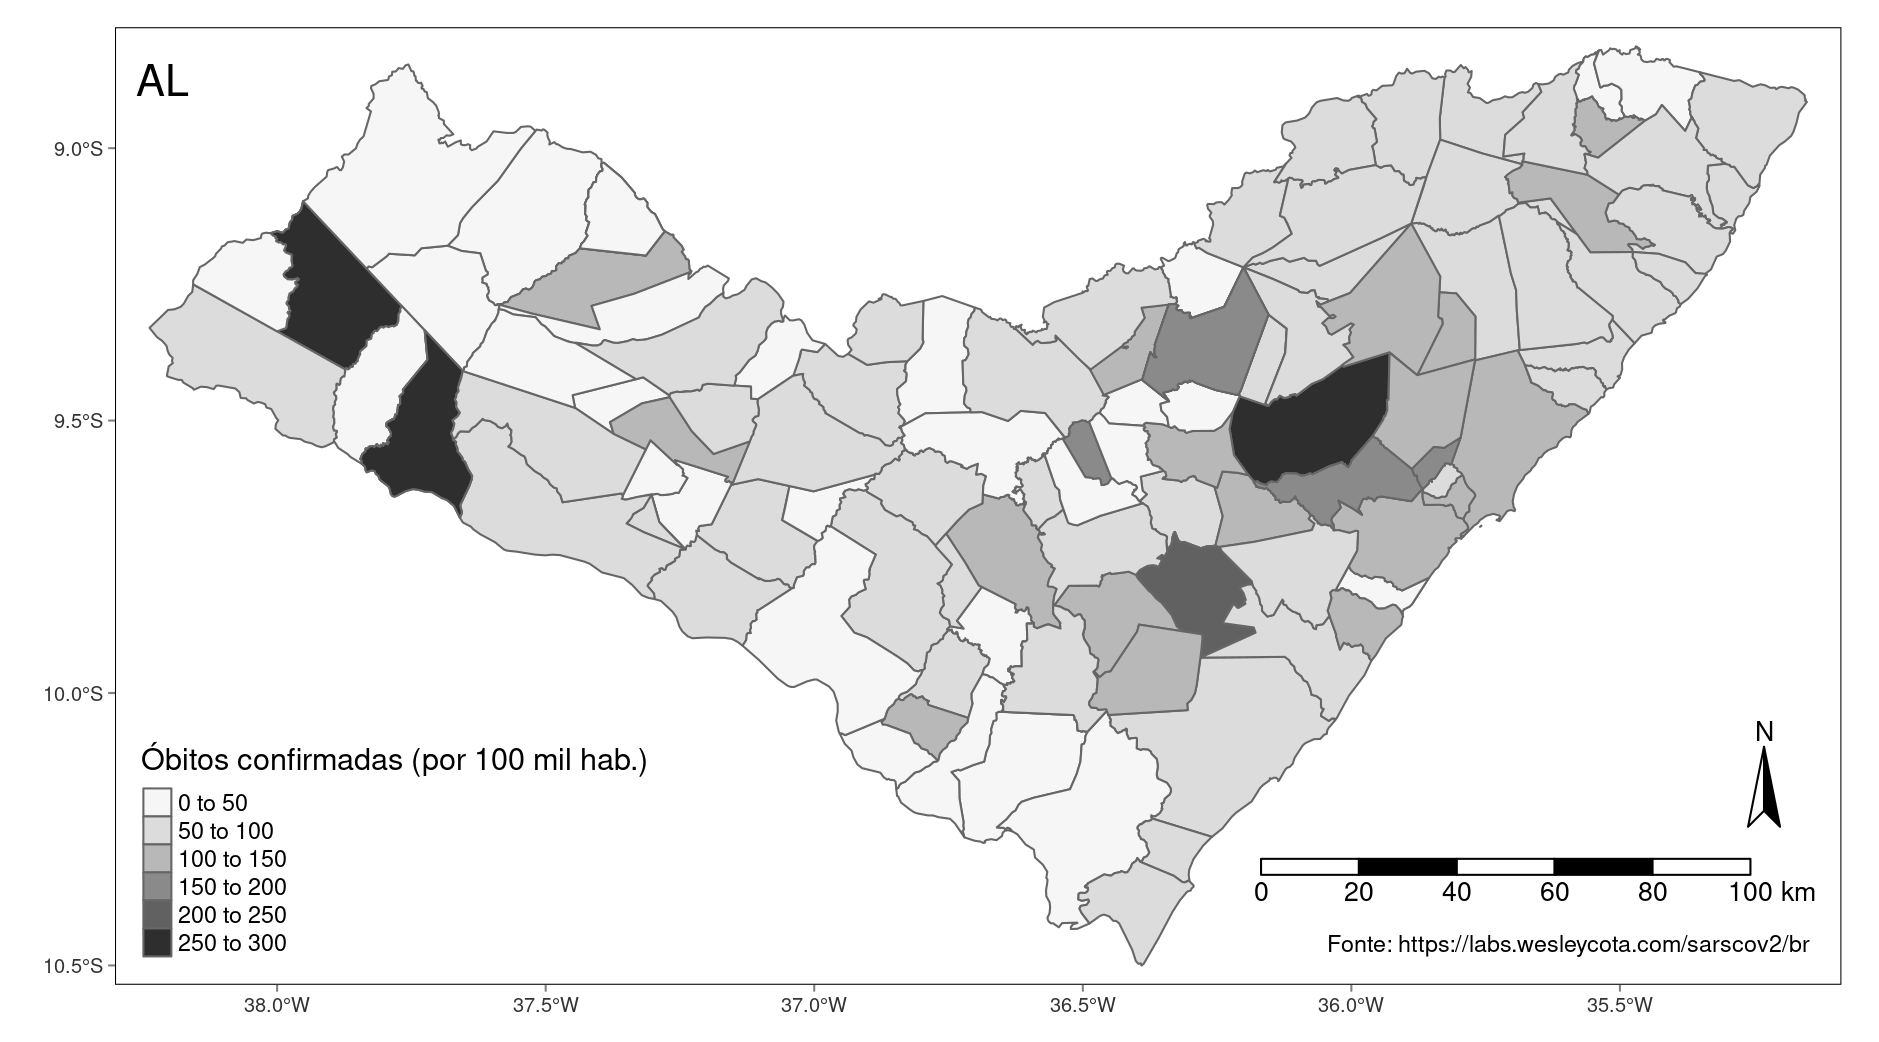 AL
9.0°S
9.5°S
10.0°S
10.5°S
Óbitos confirmadas (por 100 mil hab.)
0 to 50
50 to 100
100 to 150
150 to 200
200 to 250
250 to 300
N
0 20 40 60 80 100 km
Fonte: https://labs.wesleycota.com/sarscov2/br
38.0°W 37.5°W 37.0°W 36.5°W 36.0°W 35.5°W